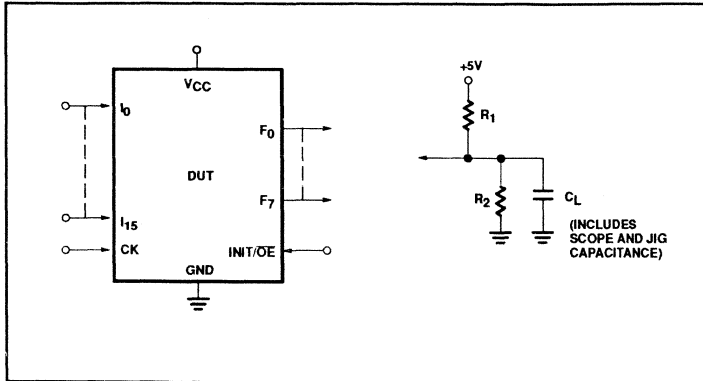 VCC
I0
F0
DUT
F7
I15
CK
INIT/OE
GND
+5V
R1
R2
CL
(INCLUDES
SCOPE AND JIG
CAPACITANCE)